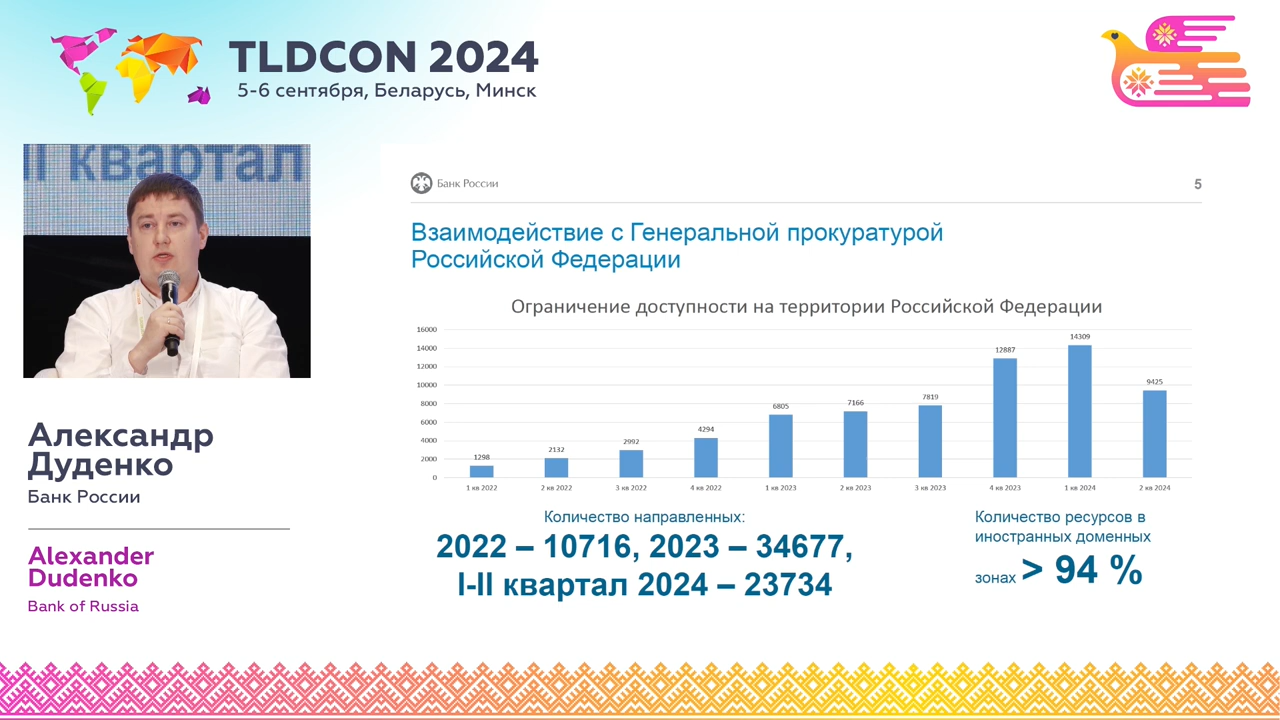 TLDCON 2024
5-6 сентября, Беларусь, Минск
II квартал
Александр
Дуденко
Банк России
Alexander
Dudenko
Bank of Russia
Банк России
5
Взаимодействие с Генеральной прокуратурой
Российской Федерации
Ограничение доступности на территории Российской Федерации
16000
14000
12000
10000
8000
6000
4000
2000
0
1298
2132
2992
4294
6805
7166
7819
12887
14309
9425
1 кв 2022
2 кв 2022
3 кв 2022
4 кв 2022
1 кв 2023
2 кв 2023
3 кв 2023
4 кв 2023
1 кв 2024
2 кв 2024
Количество направленных:
2022 – 10716, 2023 – 34677,
I-II квартал 2024 – 23734
Количество ресурсов в
иностранных доменных
зонах > 94 %